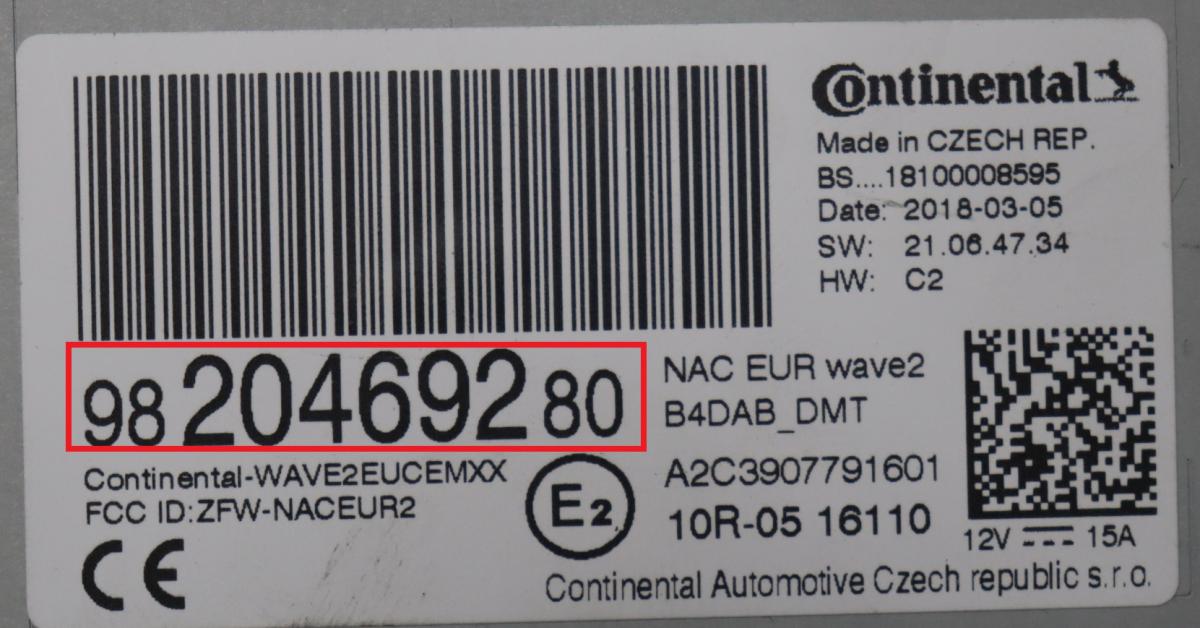 Continental
Made in CZECH REP.
BS....18100008595
Date: 2018-03-05
SW: 21.06.47.34
HW: C2
98 204692 80
NAC EUR wave2
B4DAB_DMT
Continental-WAVE2EUCEMXX
FCC ID:ZFW-NACEUR2
CE
E2
A2C3907791601
10R-05 16110
12V 15A
Continental Automotive Czech republic s.r.o.